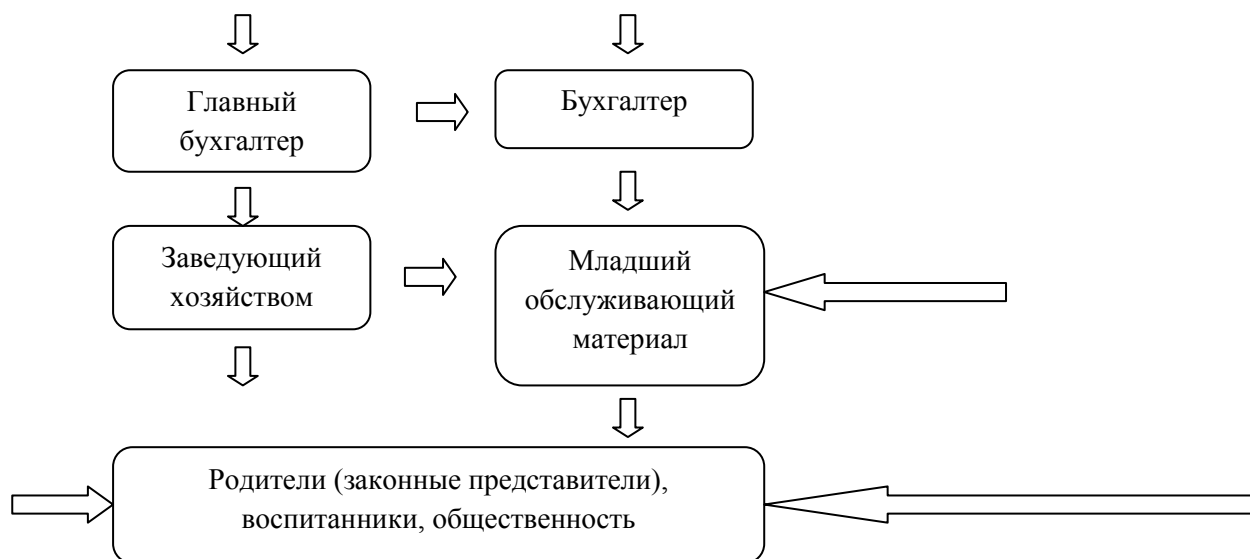 Главный
бухгалтер
Бухгалтер
Заведующий
хозяйством
Младший
обслуживающий
материал
Родители (законные представители),
воспитанники, общественность